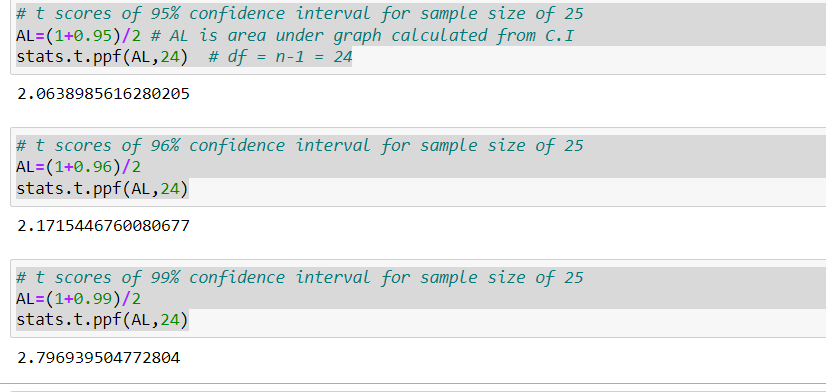 # t scores of 95% confidence interval for sample size of 25
AL=(1+0.95)/2 # AL is area under graph calculated from C.I
stats.t.ppf(AL,24)  # df = n-1 = 24
2.0638985616280205
# t scores of 96% confidence interval for sample size of 25
AL=(1+0.96)/2
stats.t.ppf(AL,24)
2.1715446760080677
# t scores of 99% confidence interval for sample size of 25
AL=(1+0.99)/2
stats.t.ppf(AL,24)
2.796939504772804